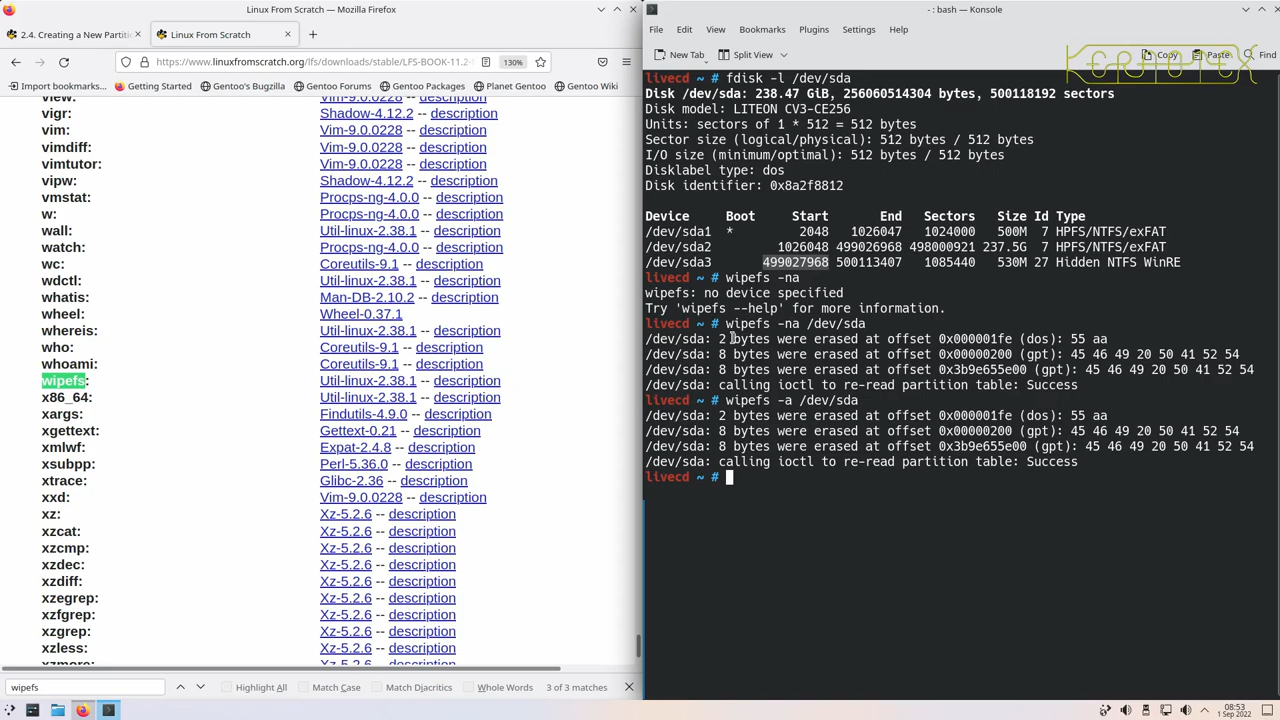 Linux From Scratch — Mozilla Firefox
2.4. Creating a New Partiti
Linux From Scratch
https://www.linuxfromscratch.org/lfs/downloads/stable/LFS-BOOK-11.2-
130%
Import bookmarks...
Getting Started
Gentoo's Bugzilla
Gentoo Forums
Gentoo Packages
Planet Gentoo
Gentoo Wiki
view: Vim-9.0.0228 -- description
vigr: Shadow-4.12.2 -- description
vim: Vim-9.0.0228 -- description
vimdiff: Vim-9.0.0228 -- description
vimtutor: Vim-9.0.0228 -- description
vipw: Shadow-4.12.2 -- description
vmstat: Procps-ng-4.0.0 -- description
w: Procps-ng-4.0.0 -- description
wall: Util-linux-2.38.1 -- description
watch: Procps-ng-4.0.0 -- description
wc: Coreutils-9.1 -- description
wdctl: Util-linux-2.38.1 -- description
whatis: Man-DB-2.10.2 -- description
wheel: Wheel-0.37.1
whereis: Util-linux-2.38.1 -- description
who: Coreutils-9.1 -- description
whoami: Coreutils-9.1 -- description
wipefs: Util-linux-2.38.1 -- description
x86_64: Util-linux-2.38.1 -- description
xargs: Findutils-4.9.0 -- description
xgettext: Gettext-0.21 -- description
xmlwf: Expat-2.4.8 -- description
xsubpp: Perl-5.36.0 -- description
xtrace: Glibc-2.36 -- description
xxd: Vim-9.0.0228 -- description
xz: Xz-5.2.6 -- description
xzcat: Xz-5.2.6 -- description
xzcmp: Xz-5.2.6 -- description
xzdec: Xz-5.2.6 -- description
xzdiff: Xz-5.2.6 -- description
xzegrep: Xz-5.2.6 -- description
xzfgrep: Xz-5.2.6 -- description
xzgrep: Xz-5.2.6 -- description
xzless: Xz-5.2.6 -- description
xzmore: Xz-5.2.6 -- description
wipefs
Highlight All
Match Case
Match Diacritics
Whole Words
3 of 3 matches
- : bash — Konsole
File Edit View Bookmarks Plugins Settings Help
New Tab
Split View
Copy
Paste
Find
livecd ~ # fdisk -l /dev/sda
Disk /dev/sda: 238.47 GiB, 256060514304 bytes, 500118192 sectors
Disk model: LITEON CV3-CE256
Units: sectors of 1 * 512 = 512 bytes
Sector size (logical/physical): 512 bytes / 512 bytes
I/O size (minimum/optimal): 512 bytes / 512 bytes
Disklabel type: dos
Disk identifier: 0x8a2f8812
Device Boot Start End Sectors Size Id Type
/dev/sda1 * 2048 1026047 1024000 500M 7 HPFS/NTFS/exFAT
/dev/sda2 1026048 499026968 498000921 237.5G 7 HPFS/NTFS/exFAT
/dev/sda3 499027968 500113407 1085440 530M 27 Hidden NTFS WinRE
livecd ~ # wipefs -na
wipefs: no device specified
Try 'wipefs --help' for more information.
livecd ~ # wipefs -na /dev/sda
/dev/sda: 2 bytes were erased at offset 0x000001fe (dos): 55 aa
/dev/sda: 8 bytes were erased at offset 0x00000200 (gpt): 45 46 49 20 50 41 52 54
/dev/sda: 8 bytes were erased at offset 0x3b9e655e00 (gpt): 45 46 49 20 50 41 52 54
/dev/sda: calling ioctl to re-read partition table: Success
livecd ~ # wipefs -a /dev/sda
/dev/sda: 2 bytes were erased at offset 0x000001fe (dos): 55 aa
/dev/sda: 8 bytes were erased at offset 0x00000200 (gpt): 45 46 49 20 50 41 52 54
/dev/sda: 8 bytes were erased at offset 0x3b9e655e00 (gpt): 45 46 49 20 50 41 52 54
/dev/sda: calling ioctl to re-read partition table: Success
livecd ~ #
08:53
1 Sep 2022